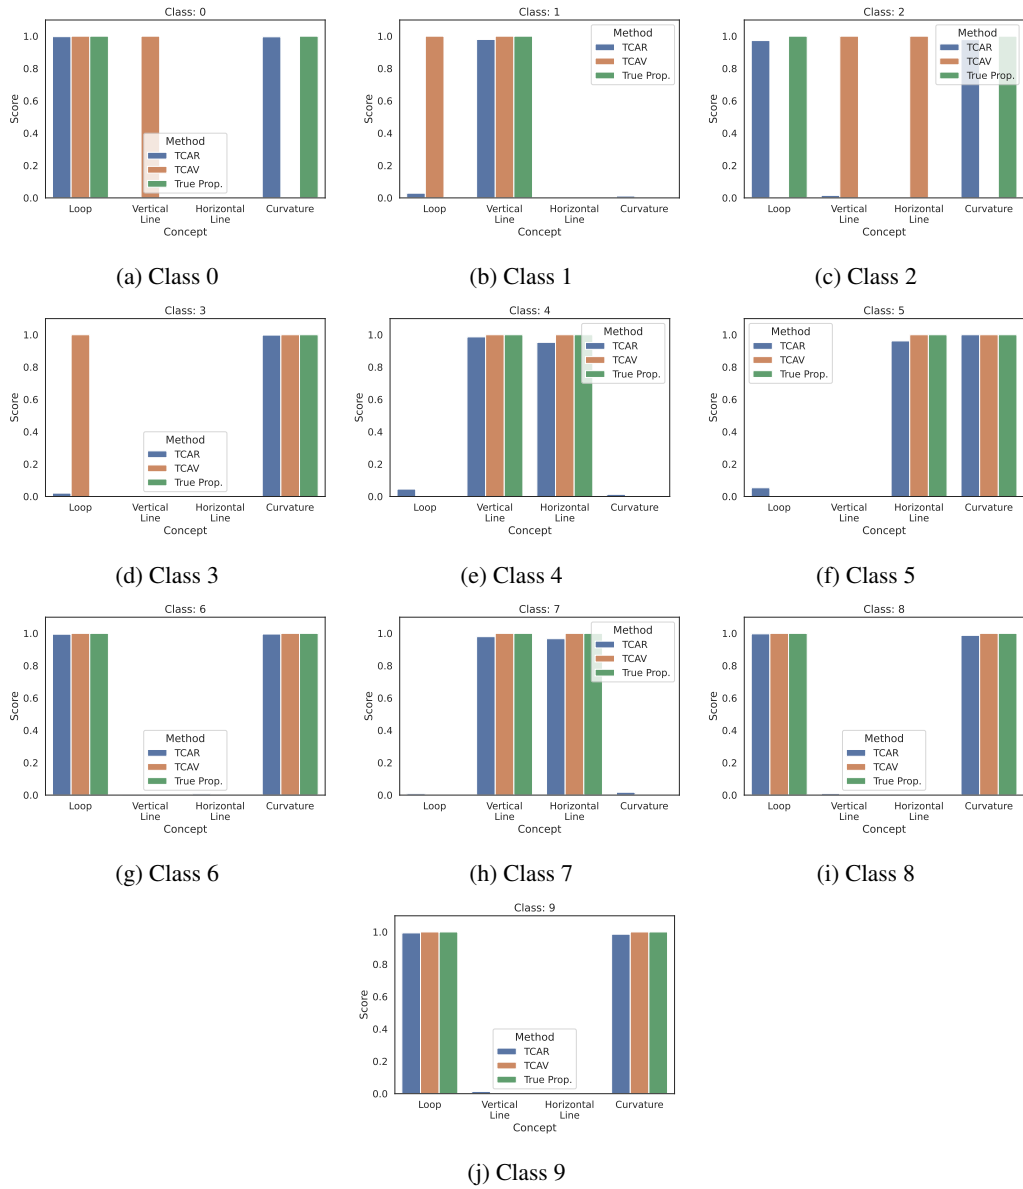 Class: 0
Score
1.0
0.8
0.6
0.4
0.2
0.0
Method
TCAR
TCAV
True Prop.
Loop
Vertical
Line
Horizontal
Line
Curvature
Concept
(a) Class 0
Class: 1
Score
1.0
0.8
0.6
0.4
0.2
0.0
Method
TCAR
TCAV
True Prop.
Loop
Vertical
Line
Horizontal
Line
Curvature
Concept
(b) Class 1
Class: 2
Score
1.0
0.8
0.6
0.4
0.2
0.0
Method
TCAR
TCAV
True Prop.
Loop
Vertical
Line
Horizontal
Line
Curvature
Concept
(c) Class 2
Class: 3
Score
1.0
0.8
0.6
0.4
0.2
0.0
Method
TCAR
TCAV
True Prop.
Loop
Vertical
Line
Horizontal
Line
Curvature
Concept
(d) Class 3
Class: 4
Score
1.0
0.8
0.6
0.4
0.2
0.0
Method
TCAR
TCAV
True Prop.
Loop
Vertical
Line
Horizontal
Line
Curvature
Concept
(e) Class 4
Class: 5
Score
1.0
0.8
0.6
0.4
0.2
0.0
Method
TCAR
TCAV
True Prop.
Loop
Vertical
Line
Horizontal
Line
Curvature
Concept
(f) Class 5
Class: 6
Score
1.0
0.8
0.6
0.4
0.2
0.0
Method
TCAR
TCAV
True Prop.
Loop
Vertical
Line
Horizontal
Line
Curvature
Concept
(g) Class 6
Class: 7
Score
1.0
0.8
0.6
0.4
0.2
0.0
Method
TCAR
TCAV
True Prop.
Loop
Vertical
Line
Horizontal
Line
Curvature
Concept
(h) Class 7
Class: 8
Score
1.0
0.8
0.6
0.4
0.2
0.0
Method
TCAR
TCAV
True Prop.
Loop
Vertical
Line
Horizontal
Line
Curvature
Concept
(i) Class 8
Class: 9
Score
1.0
0.8
0.6
0.4
0.2
0.0
Method
TCAR
TCAV
True Prop.
Loop
Vertical
Line
Horizontal
Line
Curvature
Concept
(j) Class 9